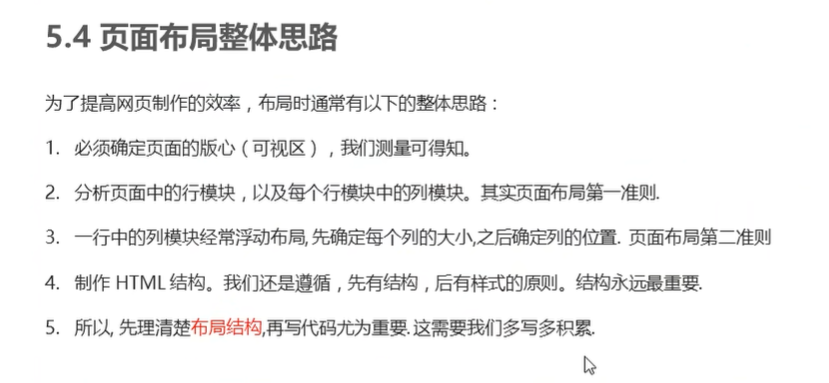 5.4 页面布局整体思路
为了提高网页制作的效率，布局时通常有以下的整体思路：
1. 必须确定页面的版心（可视区），我们测量可得知。
2. 分析页面中的行模块，以及每个行模块中的列模块。其实页面布局第一准则.
3. 一行中的列模块经常浮动布局,先确定每个列的大小,之后确定列的位置. 页面布局第二准则
4. 制作 HTML 结构。我们还是遵循，先有结构，后有样式的原则。结构永远最重要.
5. 所以, 先理清楚布局结构,再写代码尤为重要.这需要我们多写多积累.